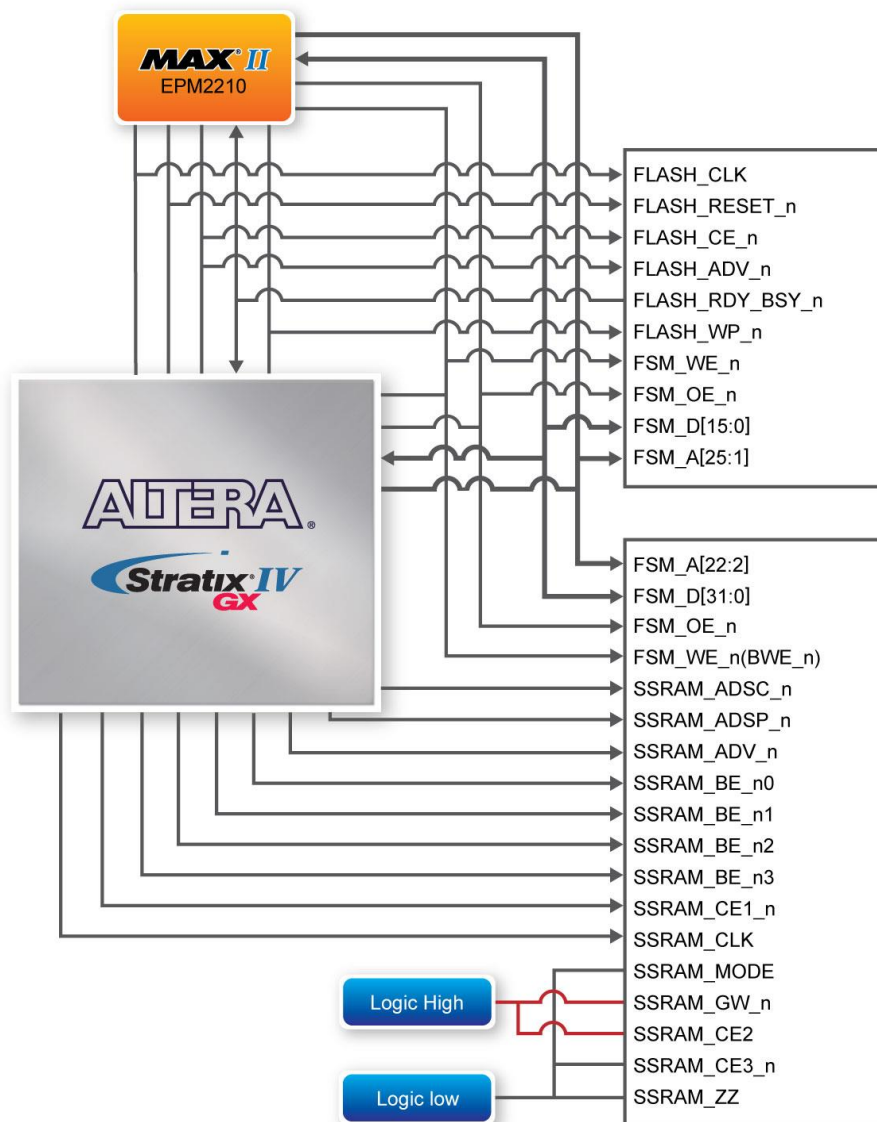 MAX® II
EPM2210
FLASH_CLK
FLASH_RESET_n
FLASH_CE_n
FLASH_ADV_n
FLASH_RDY_BSY_n
FLASH_WP_n
FSM_WE_n
FSM_OE_n
FSM_D[15:0]
FSM_A[25:1]
ALTERA®
Stratix® IV
GX
FSM_A[22:2]
FSM_D[31:0]
FSM_OE_n
FSM_WE_n(BWE_n)
SSRAM_ADSC_n
SSRAM_ADSP_n
SSRAM_ADV_n
SSRAM_BE_n0
SSRAM_BE_n1
SSRAM_BE_n2
SSRAM_BE_n3
SSRAM_CE1_n
SSRAM_CLK
SSRAM_MODE
Logic High
SSRAM_GW_n
SSRAM_CE2
SSRAM_CE3_n
Logic low
SSRAM_ZZ